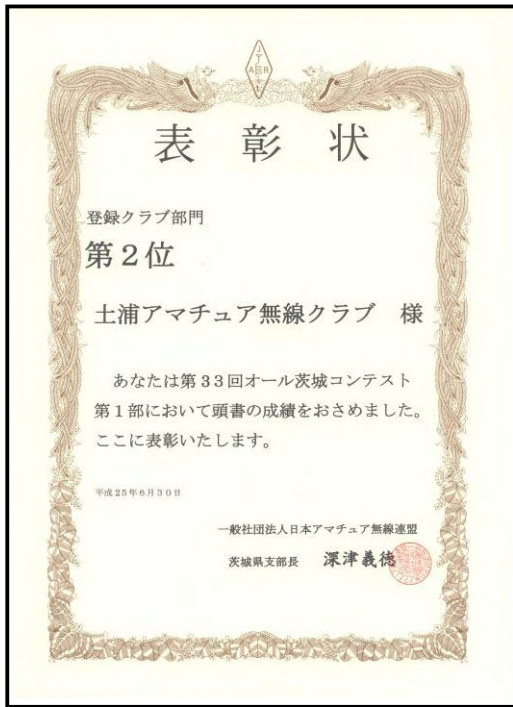 表彰状
登録クラブ部門
第2位
土浦アマチュア無線クラブ 様
あなたは第33回オール茨城コンテスト
第1部において頭書の成績をおさめました。
ここに表彰いたします。
平成25年6月30日
一般社団法人日本アマチュア無線連盟
茨城県支部長 深津義徳